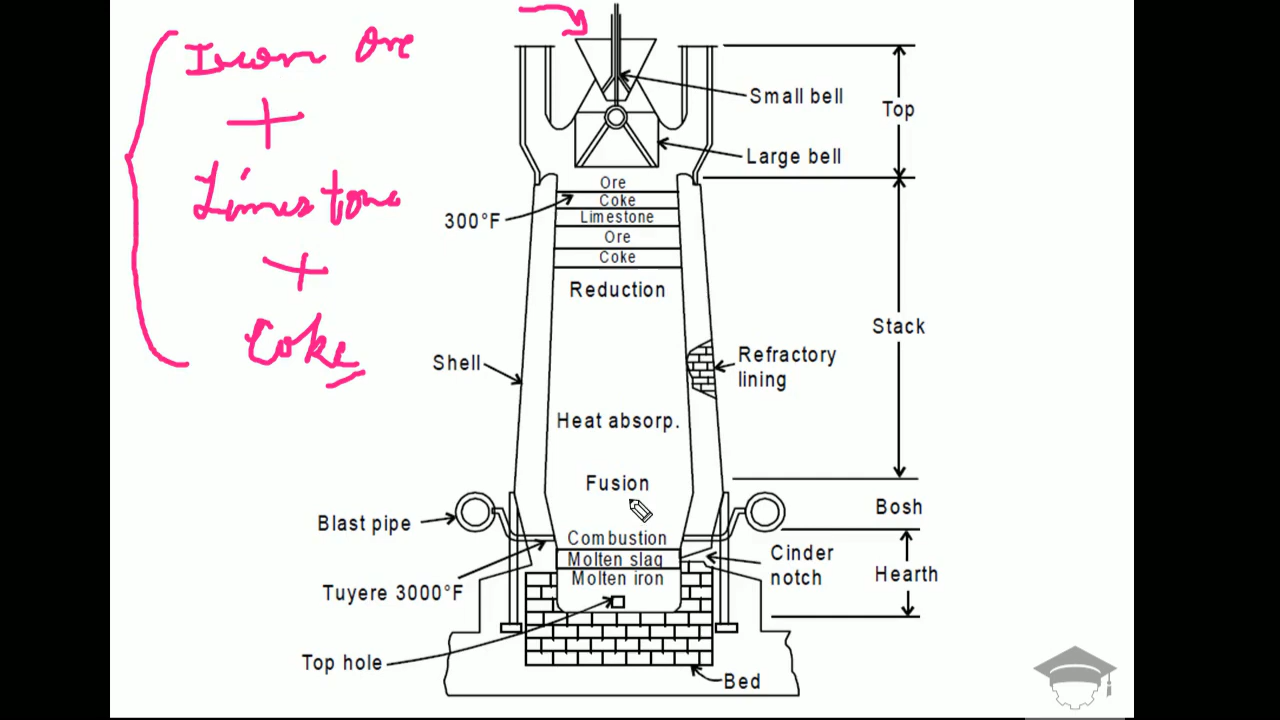 Iron Ore
+
Limestone
+
Coke
Small bell
Top
Large bell
Ore
Coke
300°F
Limestone
Ore
Coke
Reduction
Stack
Shell
Refractory
lining
Heat absorp.
Fusion
Bosh
Blast pipe
Combustion
Cinder
notch
Molten slag
Molten iron
Hearth
Tuyere 3000°F
Top hole
Bed